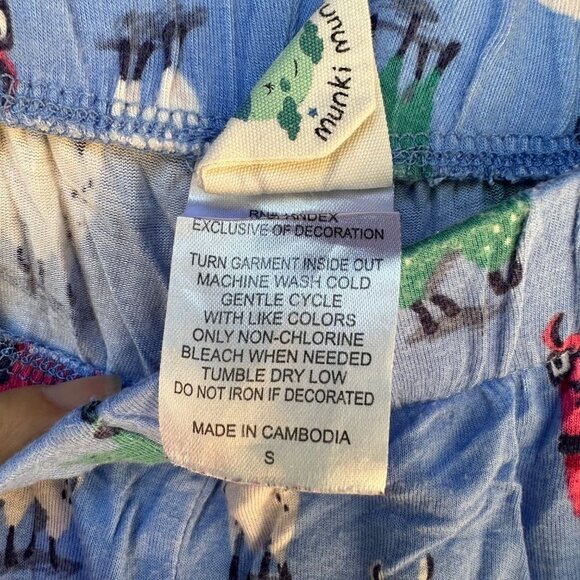 munki mun
EXCLUSIVE OF DECORATION
TURN GARMENT INSIDE OUT
MACHINE WASH COLD
GENTLE CYCLE
WITH LIKE COLORS
ONLY NON-CHLORINE
BLEACH WHEN NEEDED
TUMBLE DRY LOW
DO NOT IRON IF DECORATED
MADE IN CAMBODIA
S